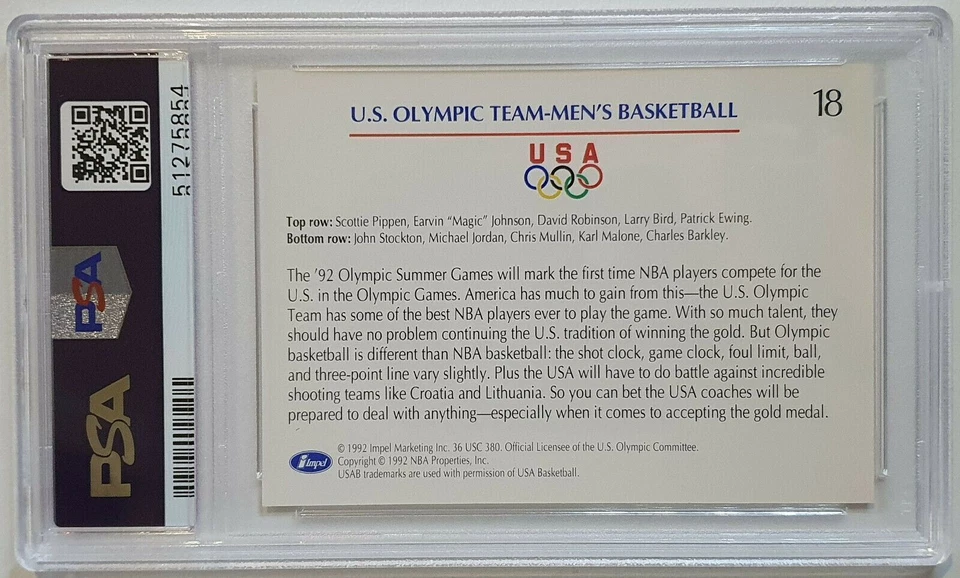 U.S. OLYMPIC TEAM-MEN'S BASKETBALL
18
USA
Top row: Scottie Pippen, Earvin "Magic" Johnson, David Robinson, Larry Bird, Patrick Ewing.
Bottom row: John Stockton, Michael Jordan, Chris Mullin, Karl Malone, Charles Barkley.
The '92 Olympic Summer Games will mark the first time NBA players compete for the
U.S. in the Olympic Games. America has much to gain from this—the U.S. Olympic
Team has some of the best NBA players ever to play the game. With so much talent, they
should have no problem continuing the U.S. tradition of winning the gold. But Olympic
basketball is different than NBA basketball: the shot clock, game clock, foul limit, ball,
and three-point line vary slightly. Plus the USA will have to do battle against incredible
shooting teams like Croatia and Lithuania. So you can bet the USA coaches will be
prepared to deal with anything—especially when it comes to accepting the gold medal.
Impel
© 1992 Impel Marketing Inc. 36 USC 380. Official Licensee of the U.S. Olympic Committee.
Copyright © 1992 NBA Properties, Inc.
USAB trademarks are used with permission of USA Basketball.
51275854
PSA
PSA